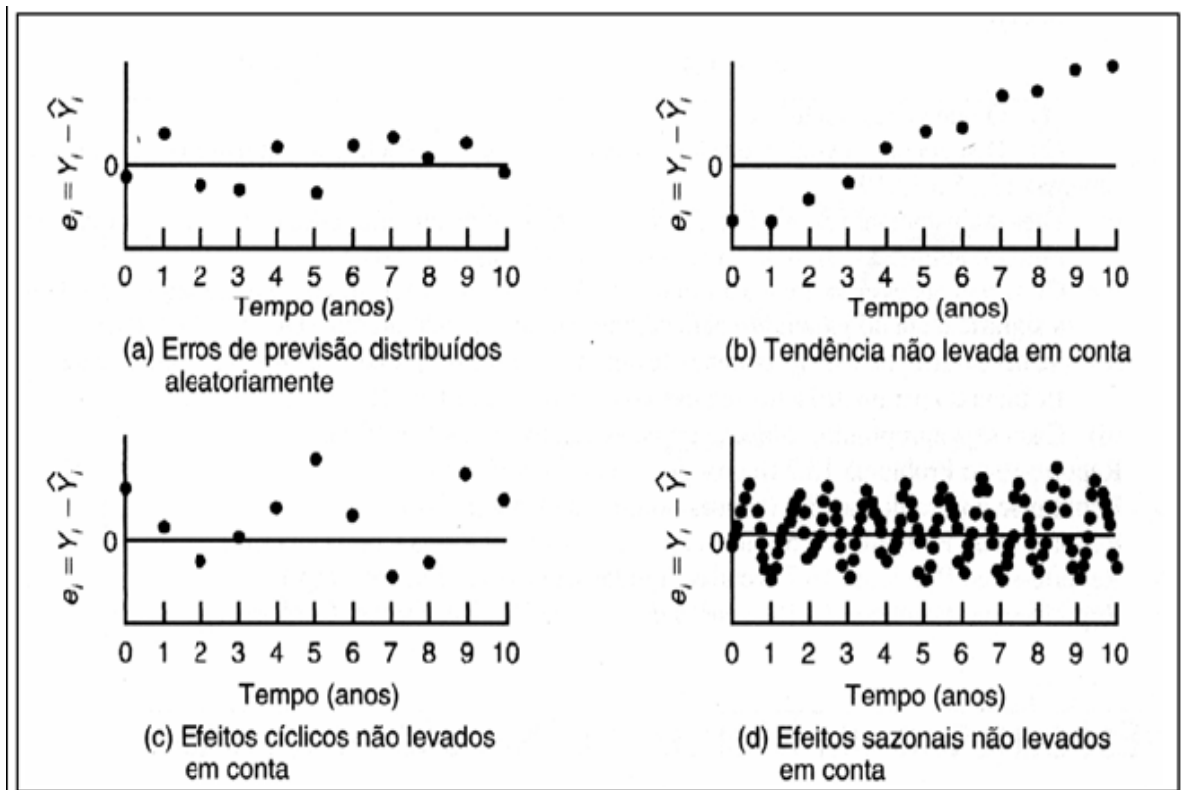 e_i = Y_i − Ŷ_i
0
0 1 2 3 4 5 6 7 8 9 10
Tempo (anos)
(a) Erros de previsão distribuídos
aleatoriamente
e_i = Y_i − Ŷ_i
0
0 1 2 3 4 5 6 7 8 9 10
Tempo (anos)
(b) Tendência não levada em conta
e_i = Y_i − Ŷ_i
0
0 1 2 3 4 5 6 7 8 9 10
Tempo (anos)
(c) Efeitos cíclicos não levados
em conta
e_i = Y_i − Ŷ_i
0
0 1 2 3 4 5 6 7 8 9 10
Tempo (anos)
(d) Efeitos sazonais não levados
em conta